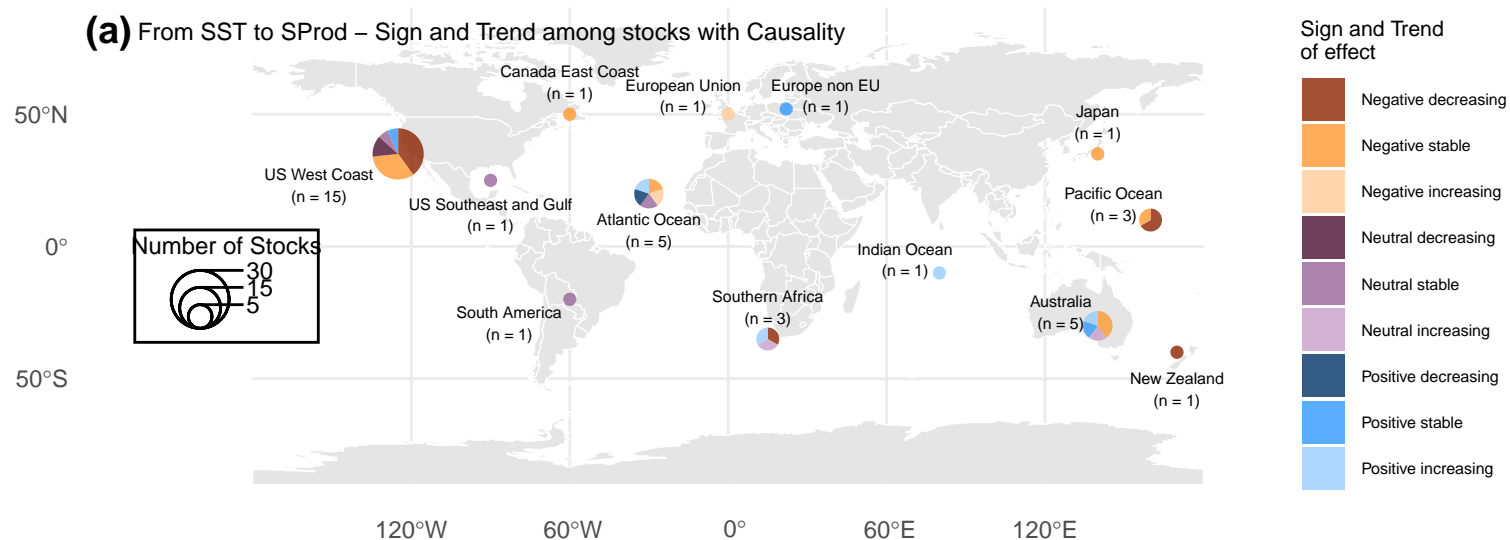 (a) From SST to SProd – Sign and Trend among stocks with Causality
Sign and Trend
of effect
Negative decreasing
Negative stable
Negative increasing
Neutral decreasing
Neutral stable
Neutral increasing
Positive decreasing
Positive stable
Positive increasing
50°N
0°
50°S
Canada East Coast
(n = 1)
European Union
(n = 1)
Europe non EU
(n = 1)
Japan
(n = 1)
US West Coast
(n = 15)
US Southeast and Gulf
(n = 1)
Atlantic Ocean
(n = 5)
Pacific Ocean
(n = 3)
Indian Ocean
(n = 1)
South America
(n = 1)
Southern Africa
(n = 3)
Australia
(n = 5)
New Zealand
(n = 1)
Number of Stocks
30
15
5
120°W
60°W
0°
60°E
120°E